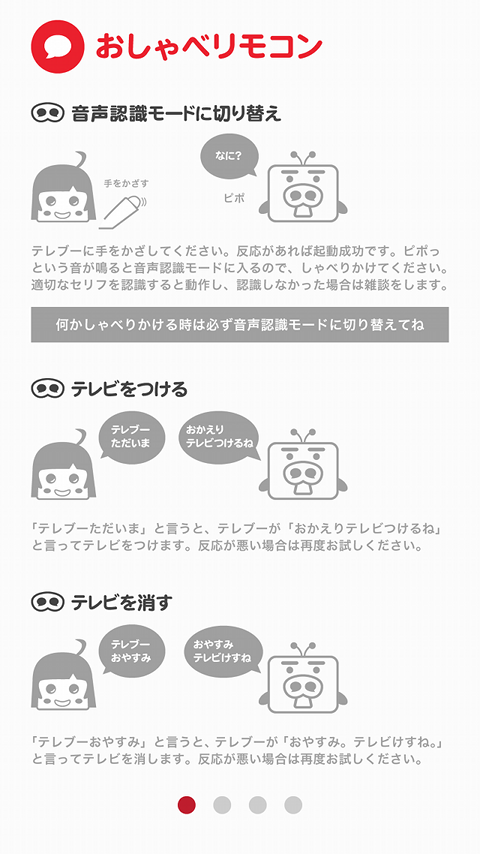 おしゃべリモコン
音声認識モードに切り替え
なに?
手をかざす
ピポ
テレブーに手をかざしてください。反応があれば起動成功です。ピポっ
という音が鳴ると音声認識モードに入るので、しゃべりかけてください。
適切なセリフを認識すると動作し、認識しなかった場合は雑談をします。
何かしゃべりかける時は必ず音声認識モードに切り替えてね
テレビをつける
テレブー
ただいま
おかえり
テレビつけるね
「テレブーただいま」と言うと、テレブーが「おかえりテレビつけるね」
と言ってテレビをつけます。反応が悪い場合は再度お試しください。
テレビを消す
テレブー
おやすみ
おやすみ
テレビけすね
「テレブーおやすみ」と言うと、テレブーが「おやすみ。テレビけすね。」
と言ってテレビを消します。反応が悪い場合は再度お試しください。